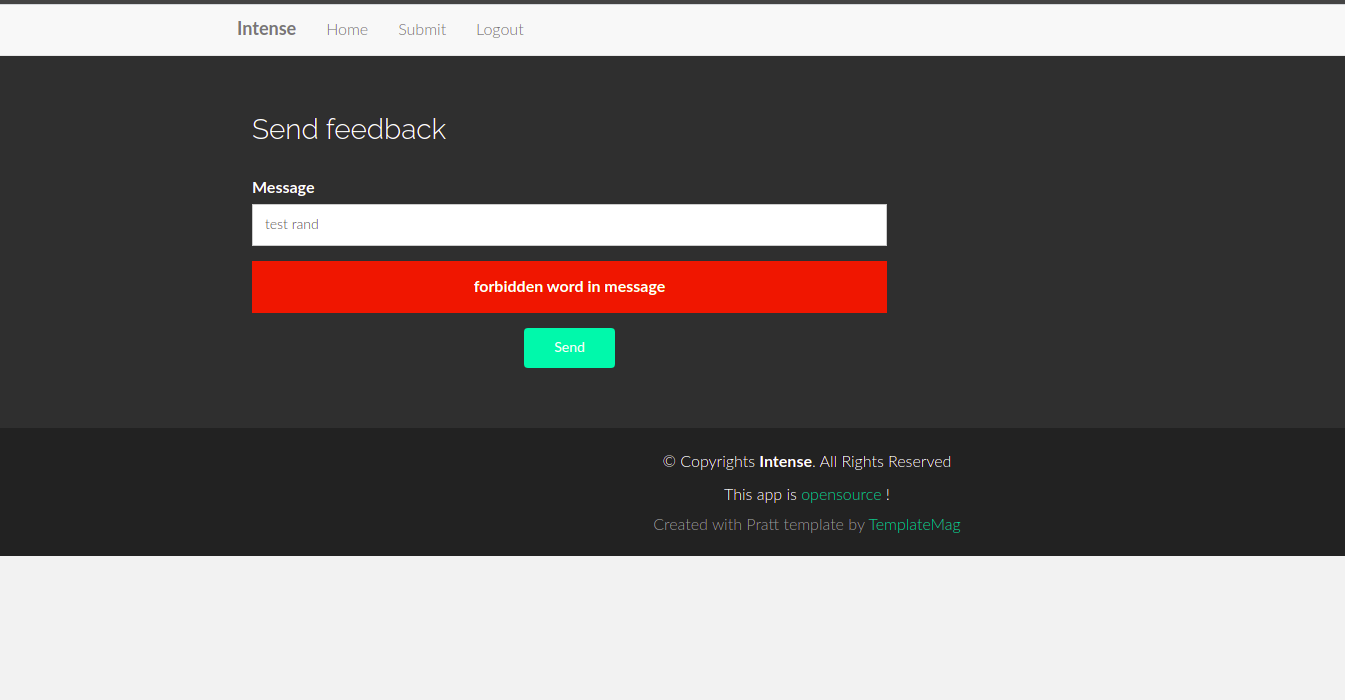 Intense Home Submit Logout
Send feedback
Message
test rand
forbidden word in message
Send
© Copyrights Intense. All Rights Reserved
This app is opensource !
Created with Pratt template by TemplateMag